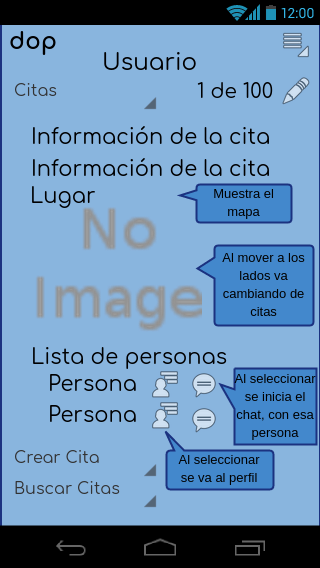 12:00
dop
Usuario
Citas
1 de 100
Información de la cita
Información de la cita
Lugar
Muestra el
mapa
No
Image
Al mover a los
lados va
cambiando de
citas
Lista de personas
Persona
Persona
Al seleccionar
se inicia el
chat, con esa
persona
Al seleccionar
se va al perfil
Crear Cita
Buscar Citas